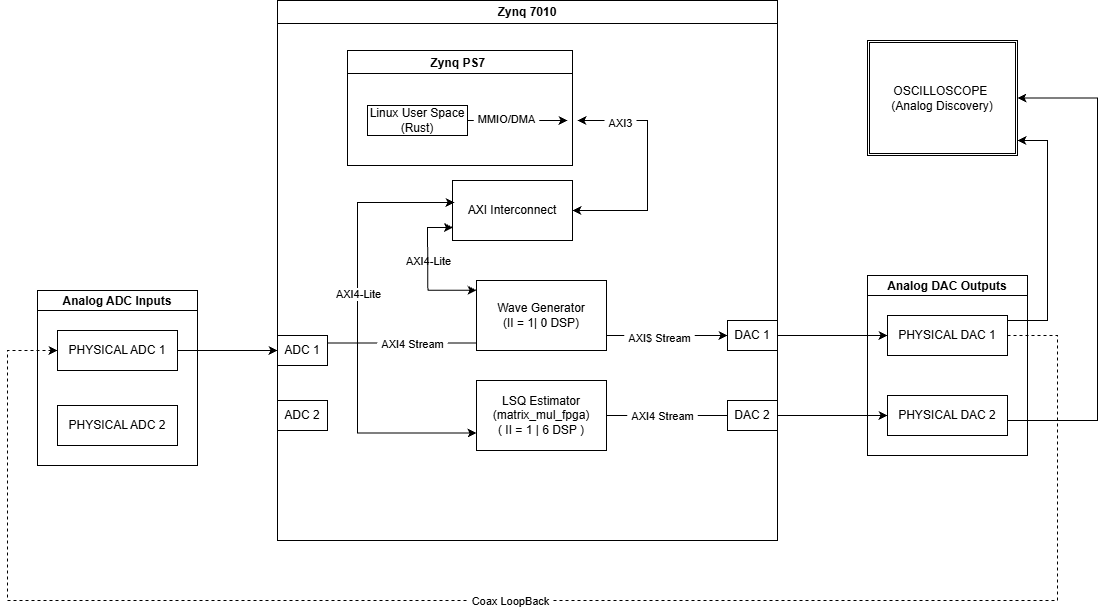 Zynq 7010
Zynq PS7
Linux User Space
(Rust)
MMIO/DMA
AXI3
OSCILLOSCOPE
(Analog Discovery)
AXI Interconnect
AXI4-Lite
AXI4-Lite
Analog ADC Inputs
PHYSICAL ADC 1
PHYSICAL ADC 2
ADC 1
ADC 2
AXI4 Stream
Wave Generator
(II = 1| 0 DSP)
AXIS Stream
DAC 1
LSQ Estimator
(matrix_mul_fpga)
( II = 1 | 6 DSP )
AXI4 Stream
DAC 2
Analog DAC Outputs
PHYSICAL DAC 1
PHYSICAL DAC 2
Coax LoopBack